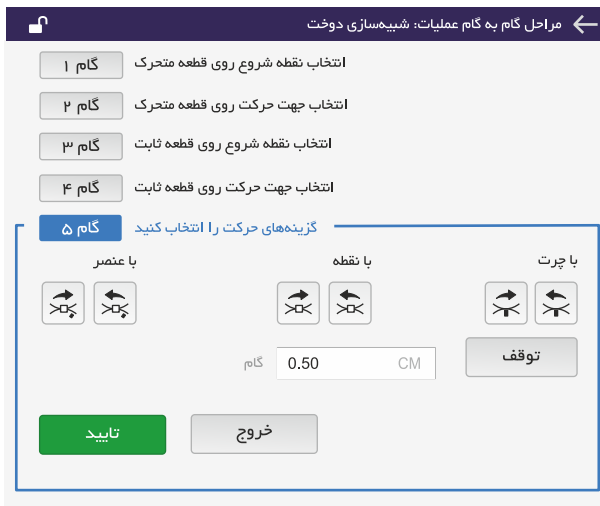 مراحل گام به گام عملیات: شبیه‌سازی دوخت
انتخاب نقطه شروع روی قطعه متحرک گام ۱
انتخاب جهت حرکت روی قطعه متحرک گام ۲
انتخاب نقطه شروع روی قطعه ثابت گام ۳
انتخاب جهت حرکت روی قطعه ثابت گام ۴
گزینه‌های حرکت را انتخاب کنید گام ۵
با چرت با نقطه با عنصر
توقف CM 0.50 گام
خروج تایید